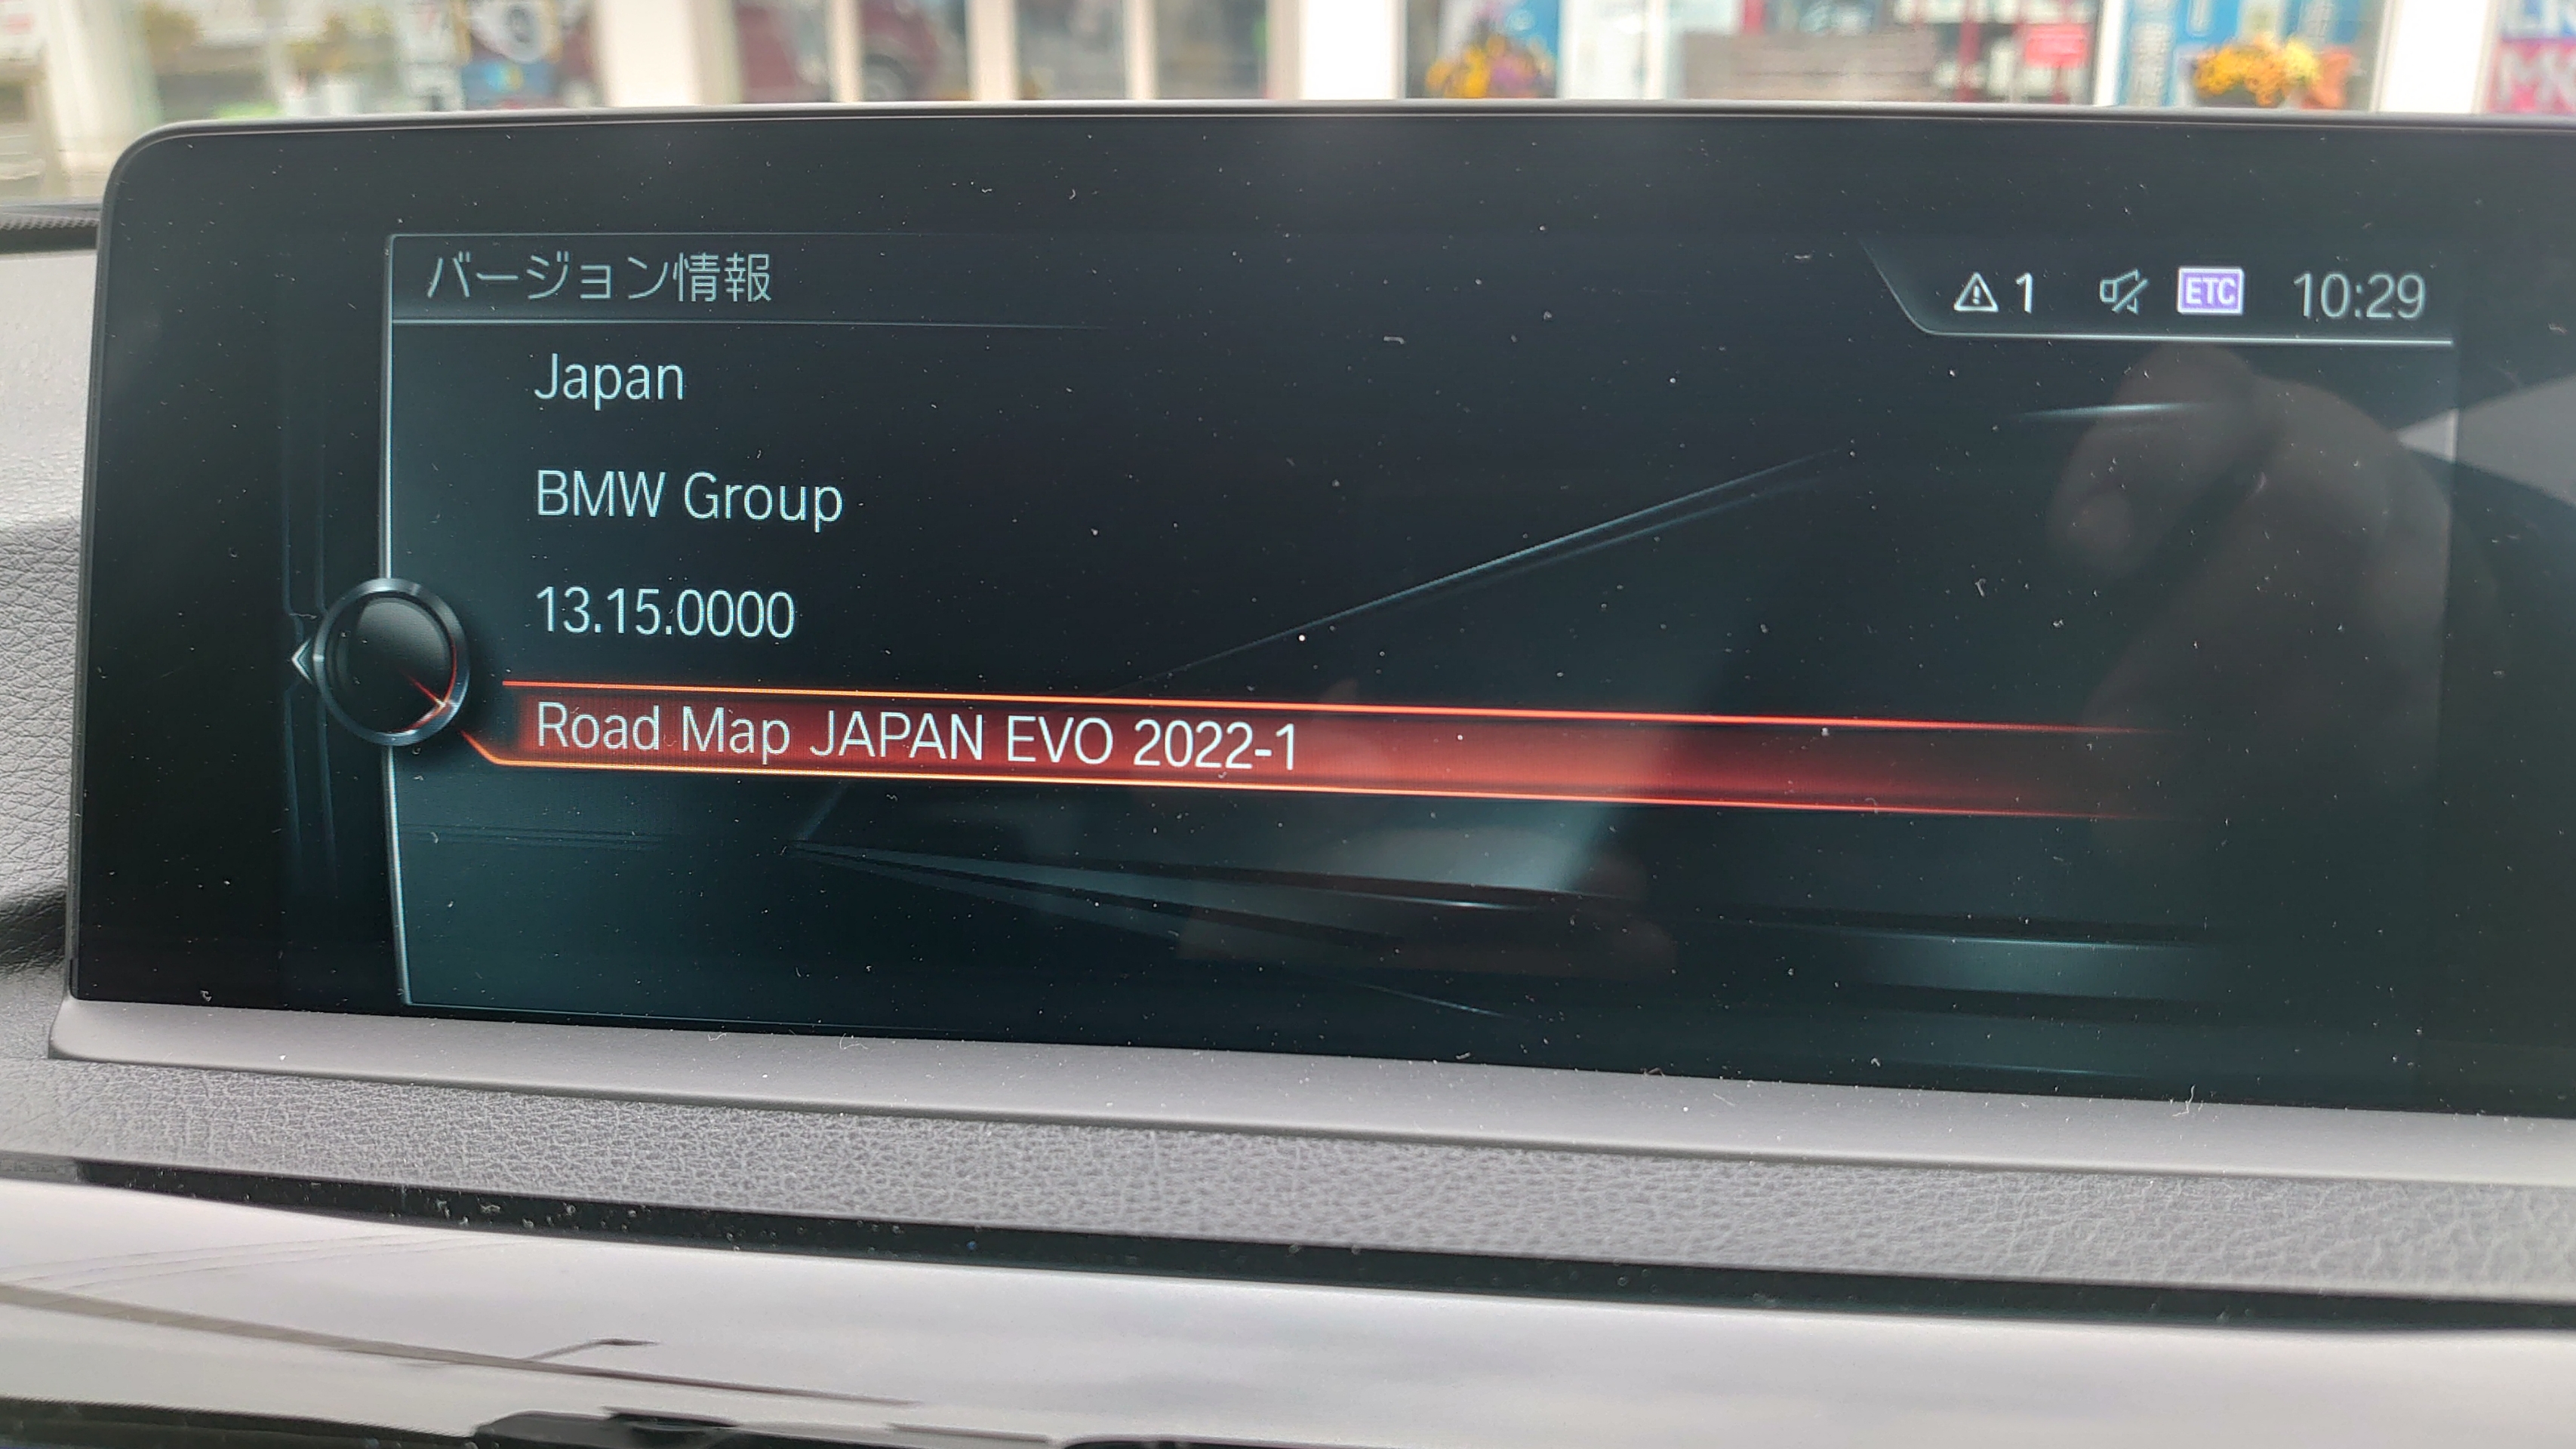 バージョン情報
1 ETC 10:29
Japan
BMW Group
13.15.0000
Road Map JAPAN EVO 2022-1